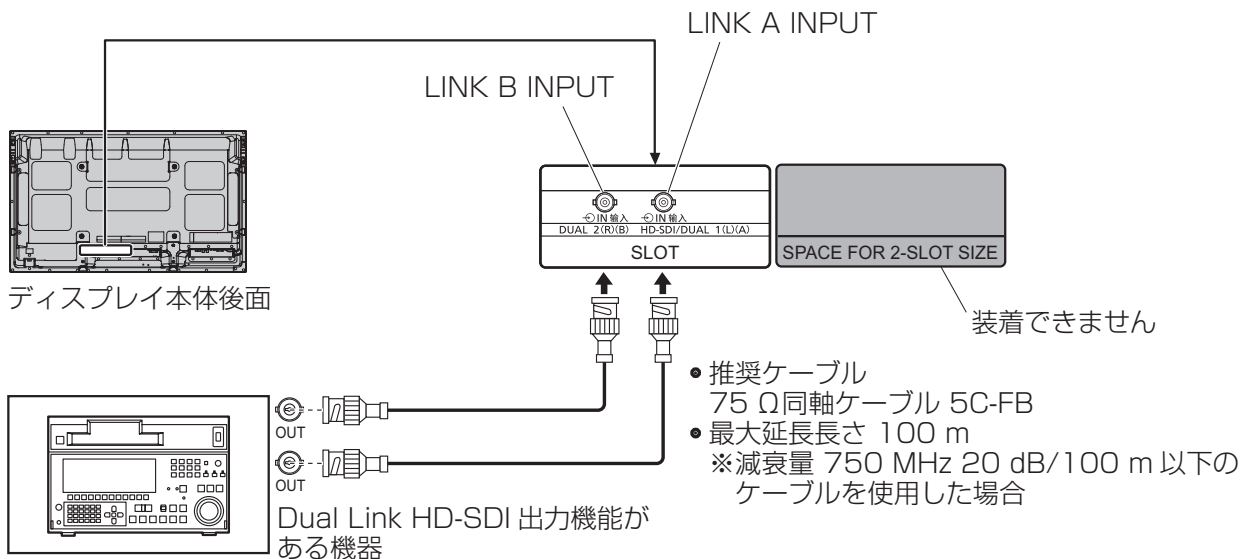 LINK A INPUT
LINK B INPUT
IN 输入
IN 输入
DUAL 2(R)(B)
HD-SDI/DUAL 1(L)(A)
SLOT
SPACE FOR 2-SLOT SIZE
ディスプレイ本体後面
装着できません
• 推奨ケーブル
75 Ω同軸ケーブル 5C-FB
• 最大延長長さ 100 m
※減衰量 750 MHz 20 dB/100 m 以下の
ケーブルを使用した場合
OUT
OUT
Dual Link HD-SDI 出力機能が
ある機器